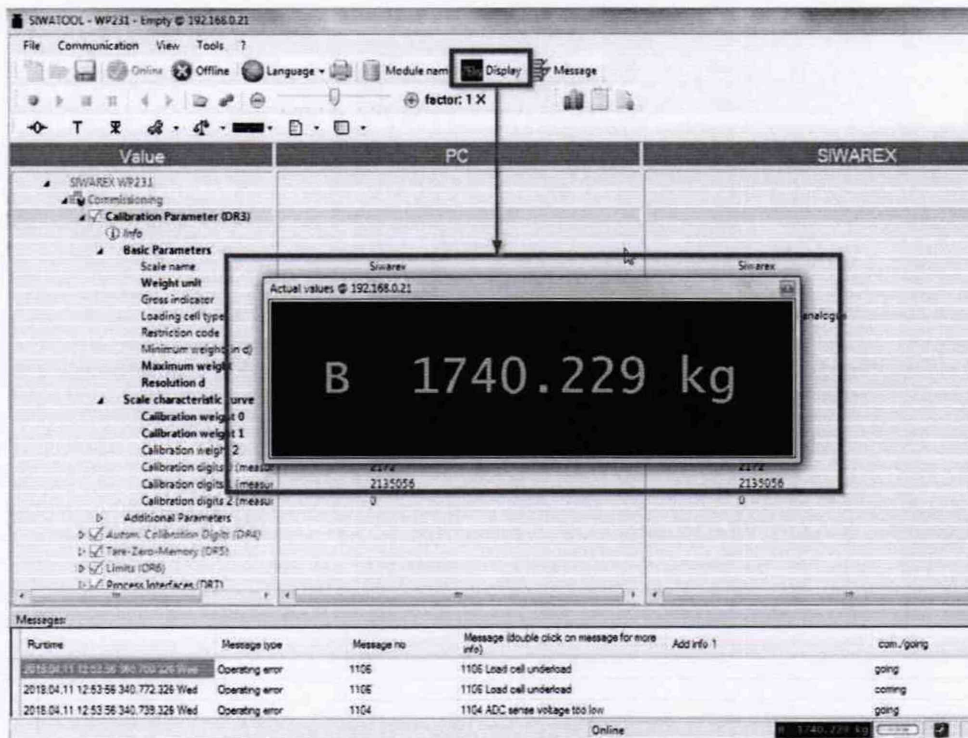 SIWATOOL - WP231 - Empty @ 192.168.0.21
File Communication View Tools ?
Online Offline Language Module nam Display Message
factor: 1 X
T
Value PC SIWAREX
SIWAREX WP231
Commissioning
Calibration Parameter (DR3)
Info
Basic Parameters
Scale name Siwarex Siwarex
Weight unit
Gross indicator
Loading cell type analogue
Restriction code
Minimum weight in d)
Maximum weight
Resolution d
Scale characteristic curve
Calibration weight 0
Calibration weight 1
Calibration weight 2
Calibration digits (measur 2172 2172
Calibration digits (measur 2135056 2135056
Calibration digits 2 (measur 0 0
Additional Parameters
Autom. Calibration Digits (DR4)
Tare-Zero-Memory (DR5)
Limits (DR6)
Process Interfaces (DR7)
Actual values @ 192.168.0.21
B 1740.229 kg
Messages:
Runtime Message type Message no Message (double click on message for more info) Add info 1 com./going
Operating error 1106 1106 Load cell underload going
2018.04.11 12:53:56 340.772.326 Wed Operating error 1106 1106 Load cell underload coming
2018.04.11 12:53:56 340.739.326 Wed Operating error 1104 1104 ADC sense voltage too low going
Online B 1740.229 kg